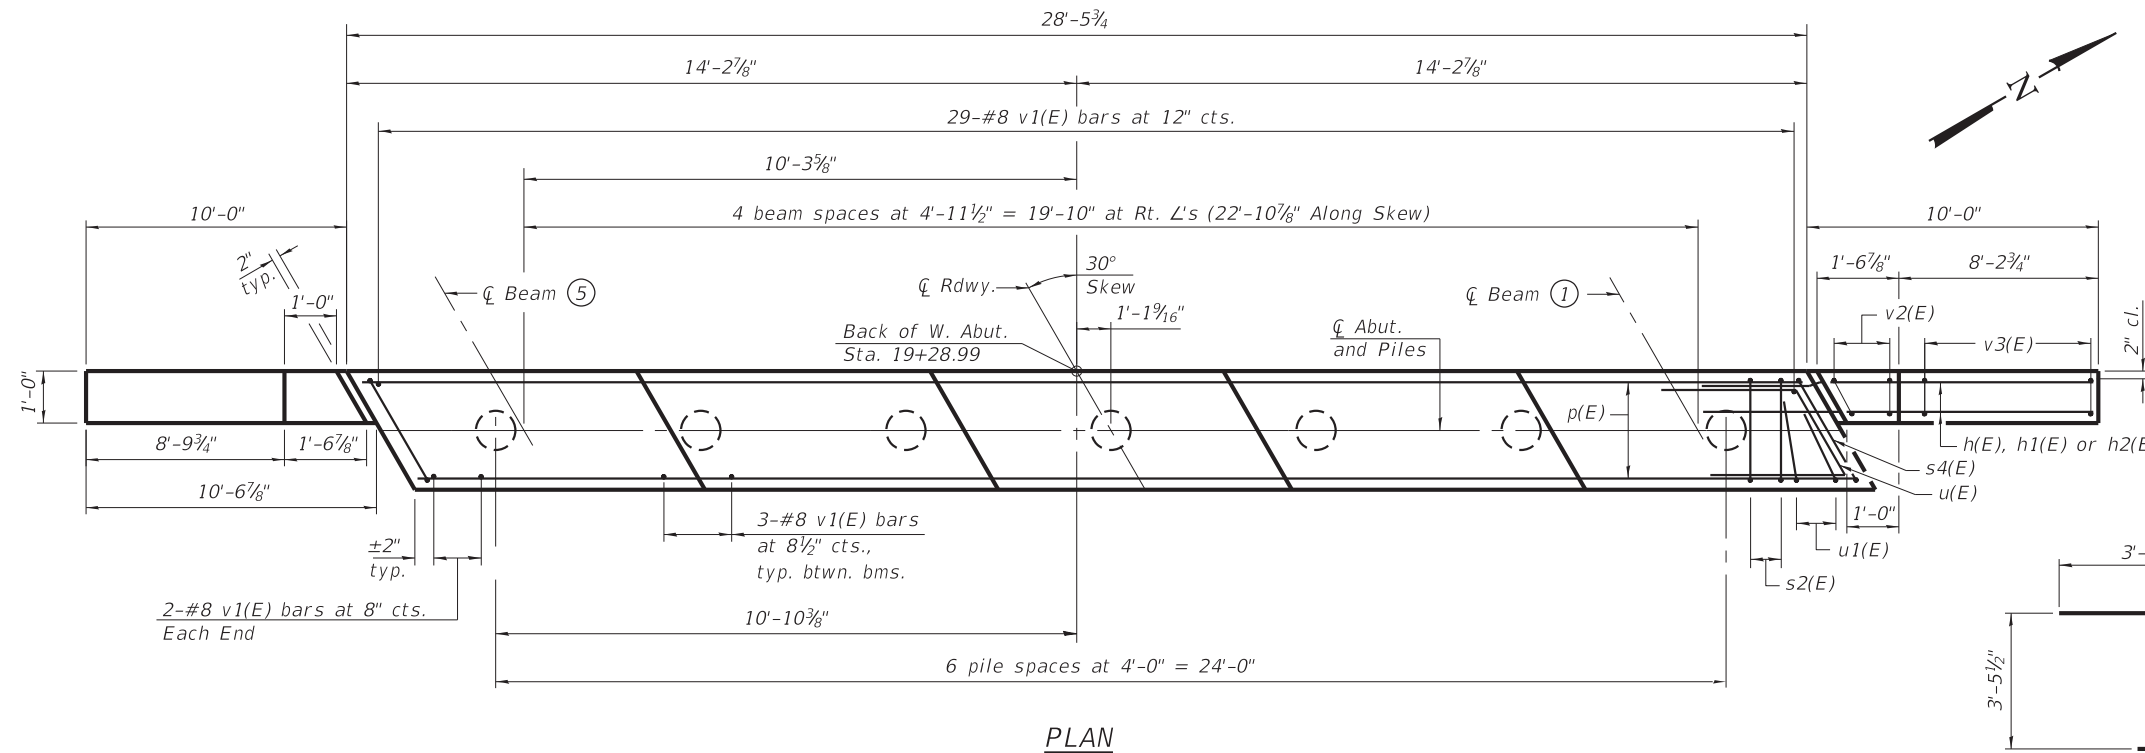 28'-5¾
14'-2⅞"
14'-2⅞"
N
29-#8 v1(E) bars at 12" cts.
10'-3⅝"
10'-0"
4 beam spaces at 4'-11½" = 19'-10" at Rt. ∠'s (22'-10⅞" Along Skew)
10'-0"
2"
typ.
1'-0"
℄ Beam 5
℄ Rdwy.
30°
Skew
1'-1 9/16"
℄ Beam 1
1'-6⅞"
8'-2¾"
Back of W. Abut.
Sta. 19+28.99
℄ Abut.
and Piles
v2(E)
v3(E)
2" cl.
1'-0"
p(E)
8'-9¾"
1'-6⅞"
10'-6⅞"
h(E), h1(E) or h2(E
s4(E)
u(E)
1'-0"
u1(E)
s2(E)
±2"
typ.
3-#8 v1(E) bars
at 8½" cts.,
typ. btwn. bms.
2-#8 v1(E) bars at 8" cts.
Each End
10'-10⅜"
6 pile spaces at 4'-0" = 24'-0"
3'-
3'-5½"
PLAN